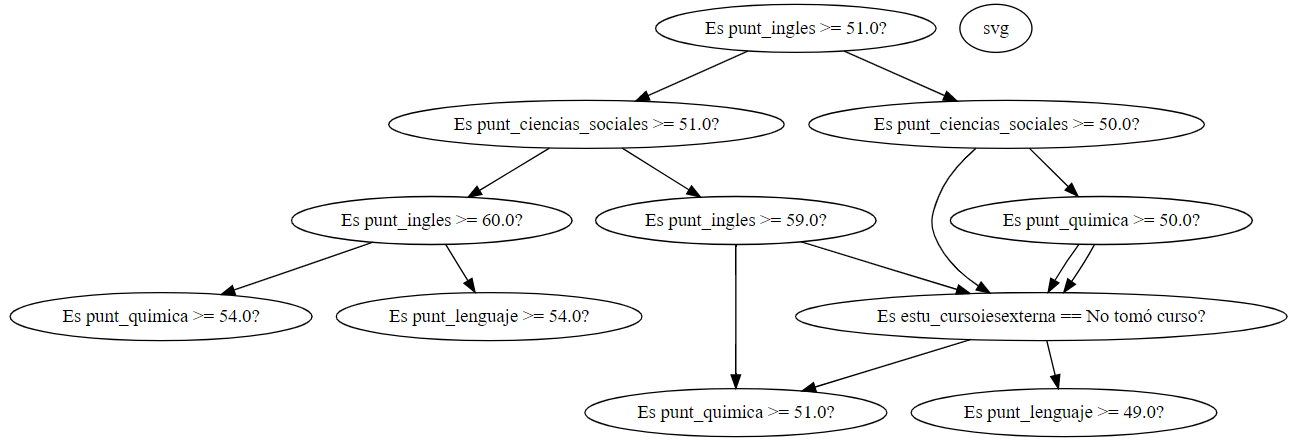 Es punt_ingles >= 51.0?
svg
Es punt_ciencias_sociales >= 51.0?
Es punt_ciencias_sociales >= 50.0?
Es punt_ingles >= 60.0?
Es punt_ingles >= 59.0?
Es punt_quimica >= 50.0?
Es punt_quimica >= 54.0?
Es punt_lenguaje >= 54.0?
Es estu_cursoiesexterna == No tomó curso?
Es punt_quimica >= 51.0?
Es punt_lenguaje >= 49.0?